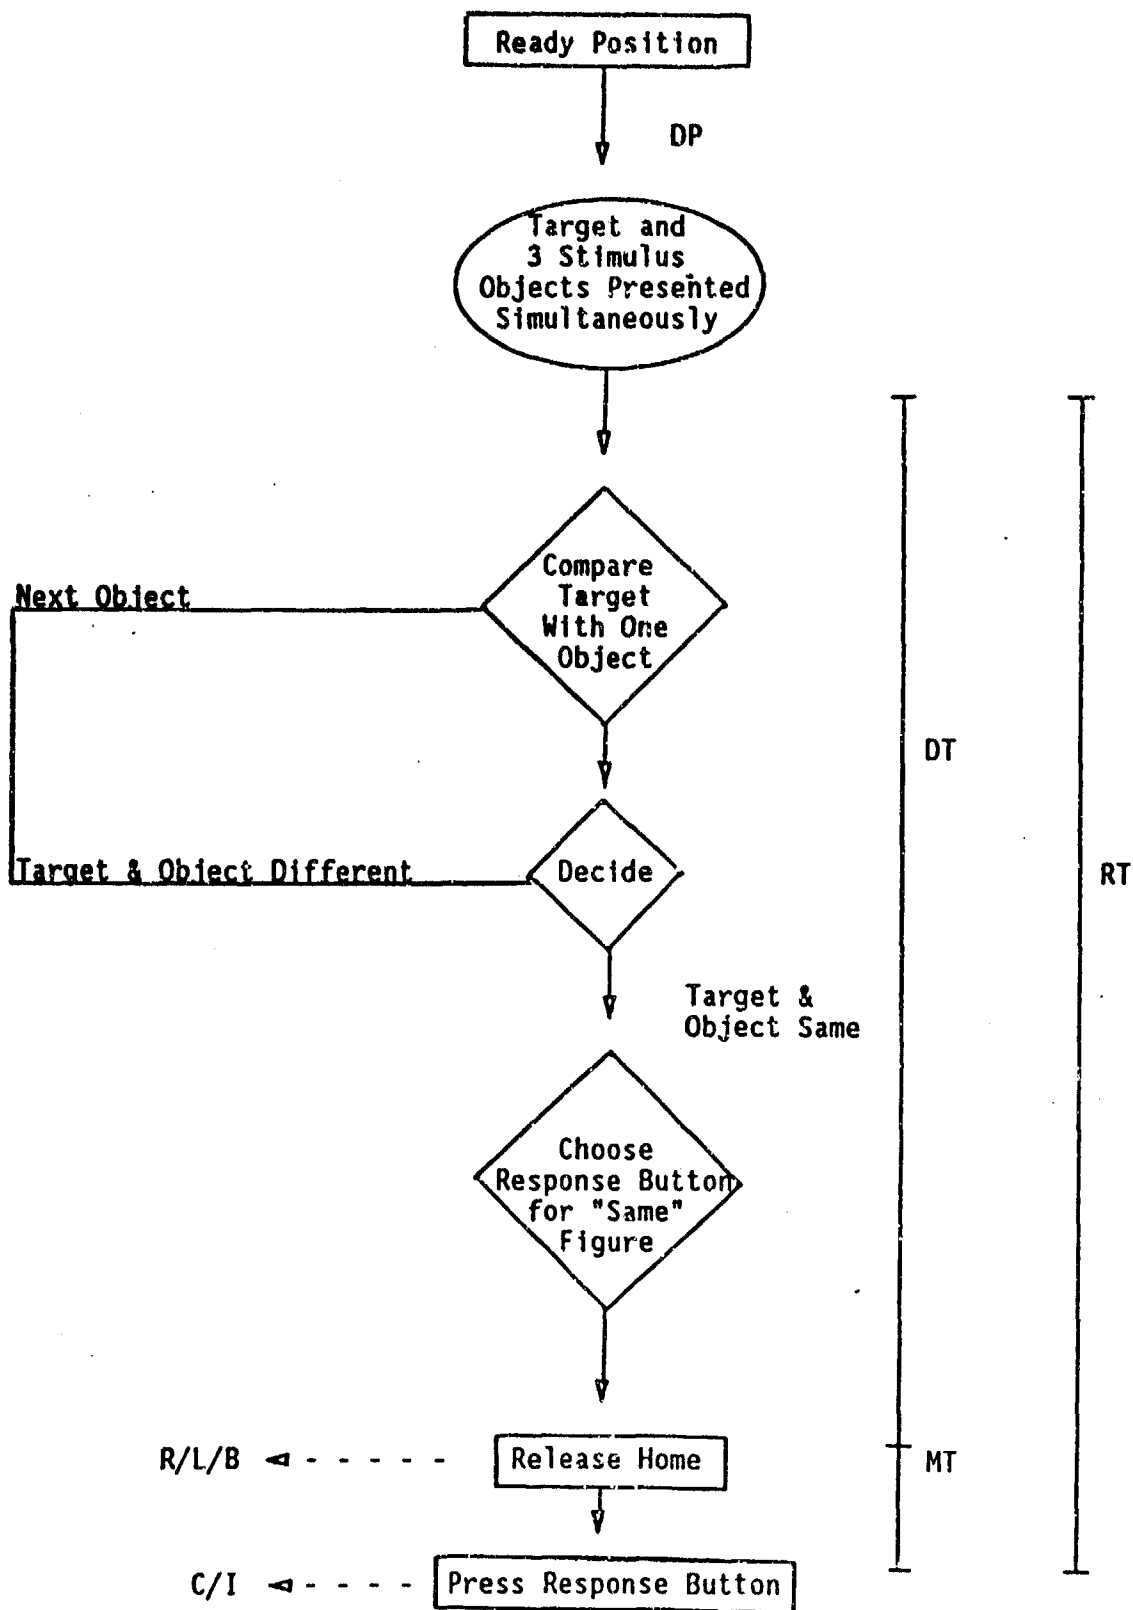 Ready Position
DP
Target and
3 Stimulus
Objects Presented
Simultaneously
Compare
Target
With One
Object
Next Object
DT
Target & Object Different
Decide
RT
Target &
Object Same
Choose
Response Button
for "Same"
Figure
R/L/B
Release Home
MT
C/I
Press Response Button